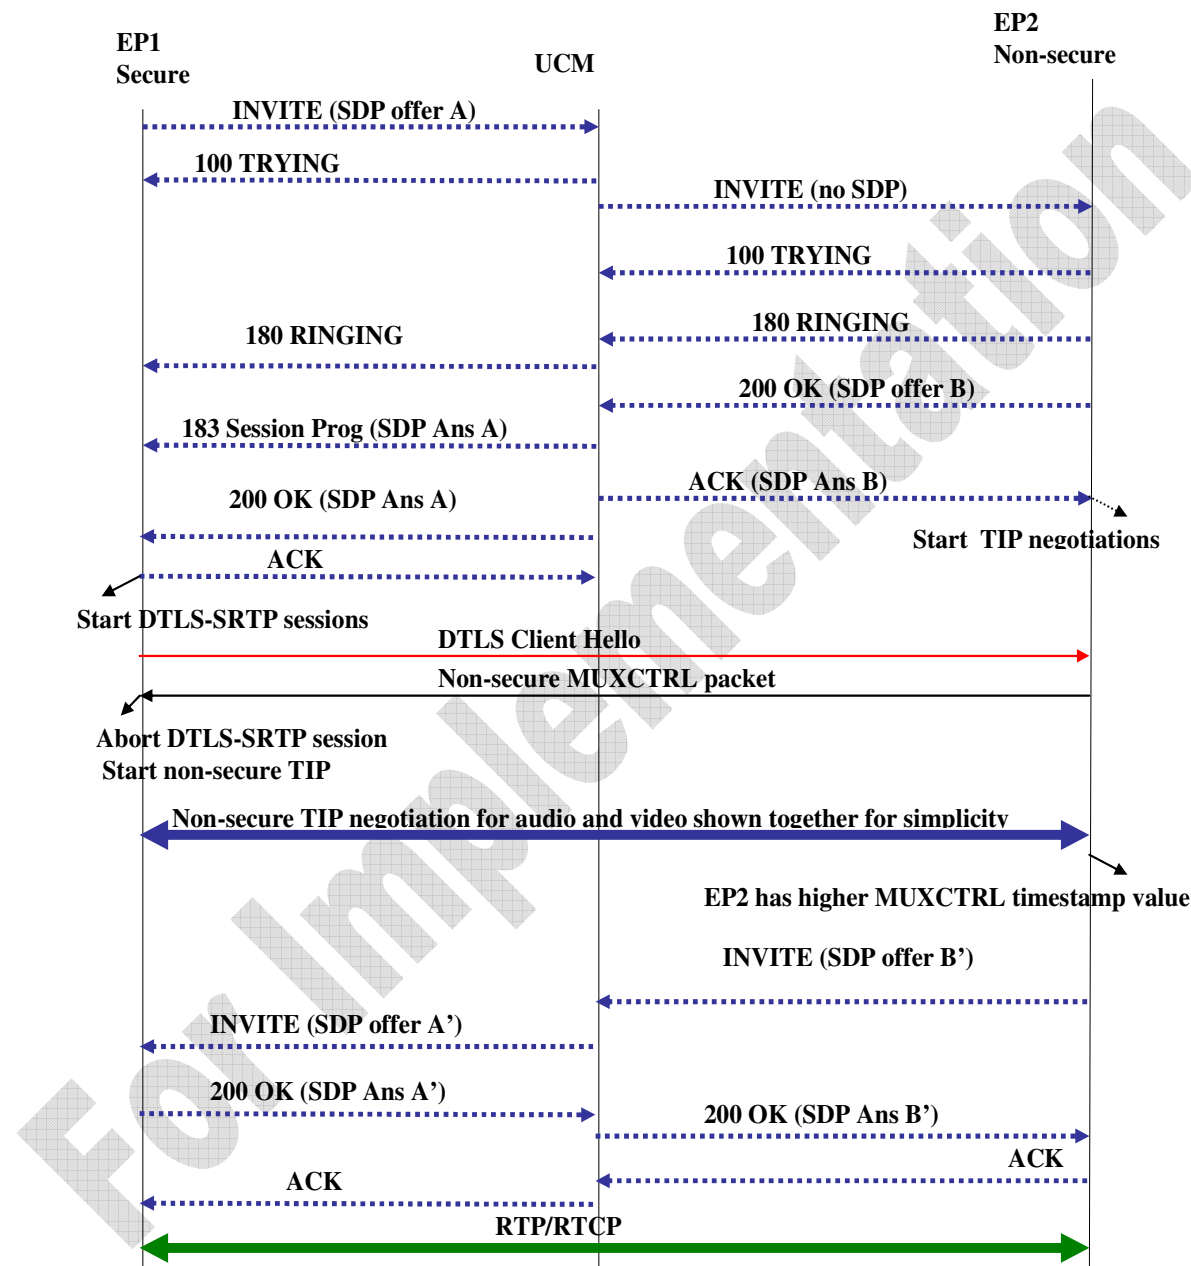 EP1
Secure
UCM
EP2
Non-secure
INVITE (SDP offer A)
100 TRYING
INVITE (no SDP)
100 TRYING
180 RINGING
180 RINGING
200 OK (SDP offer B)
183 Session Prog (SDP Ans A)
ACK (SDP Ans B)
200 OK (SDP Ans A)
Start TIP negotiations
ACK
Start DTLS-SRTP sessions
DTLS Client Hello
Non-secure MUXCTRL packet
Abort DTLS-SRTP session
Start non-secure TIP
Non-secure TIP negotiation for audio and video shown together for simplicity
EP2 has higher MUXCTRL timestamp value
INVITE (SDP offer B’)
INVITE (SDP offer A’)
200 OK (SDP Ans A’)
200 OK (SDP Ans B’)
ACK
ACK
RTP/RTCP
For Implementation